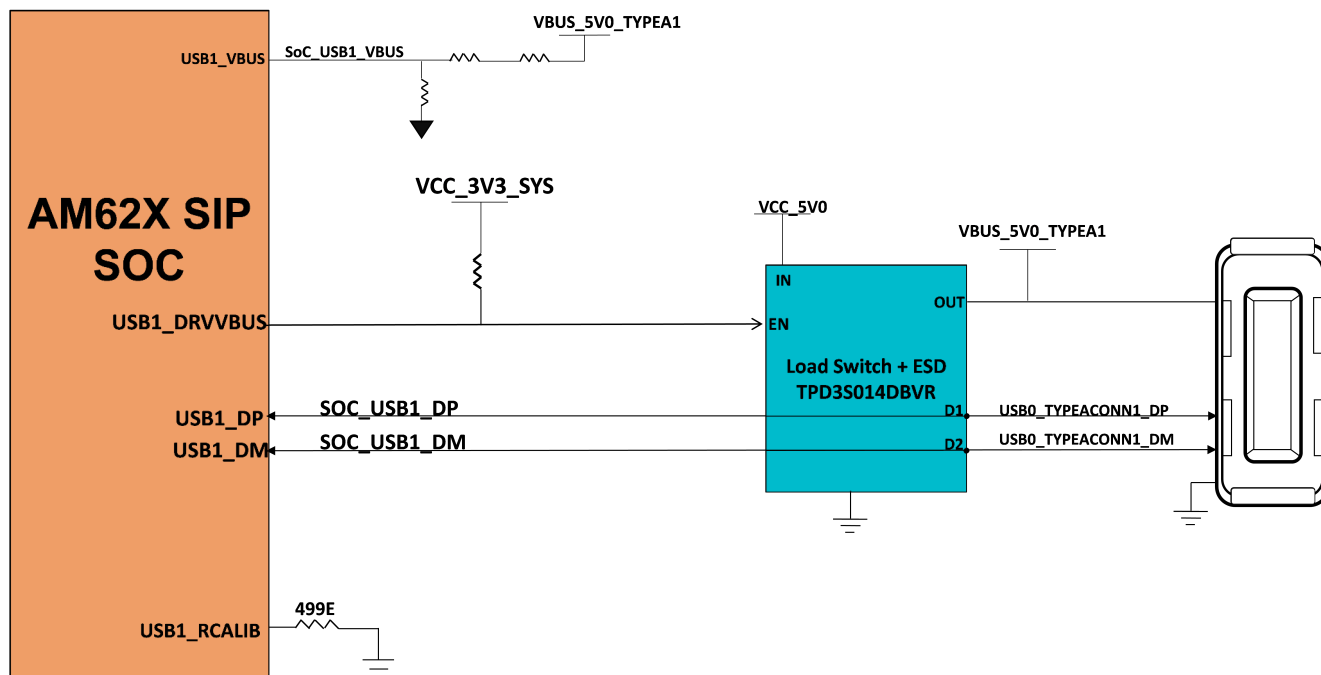 VBUS_5V0_TYPEA1
USB1_VBUS
SoC_USB1_VBUS
VCC_3V3_SYS
AM62X SIP
SOC
VCC_5V0
VBUS_5V0_TYPEA1
IN
OUT
USB1_DRVVBUS
EN
Load Switch + ESD
TPD3S014DBVR
USB1_DP
SOC_USB1_DP
D1
USB0_TYPEACONN1_DP
USB1_DM
SOC_USB1_DM
D2
USB0_TYPEACONN1_DM
499E
USB1_RCALIB